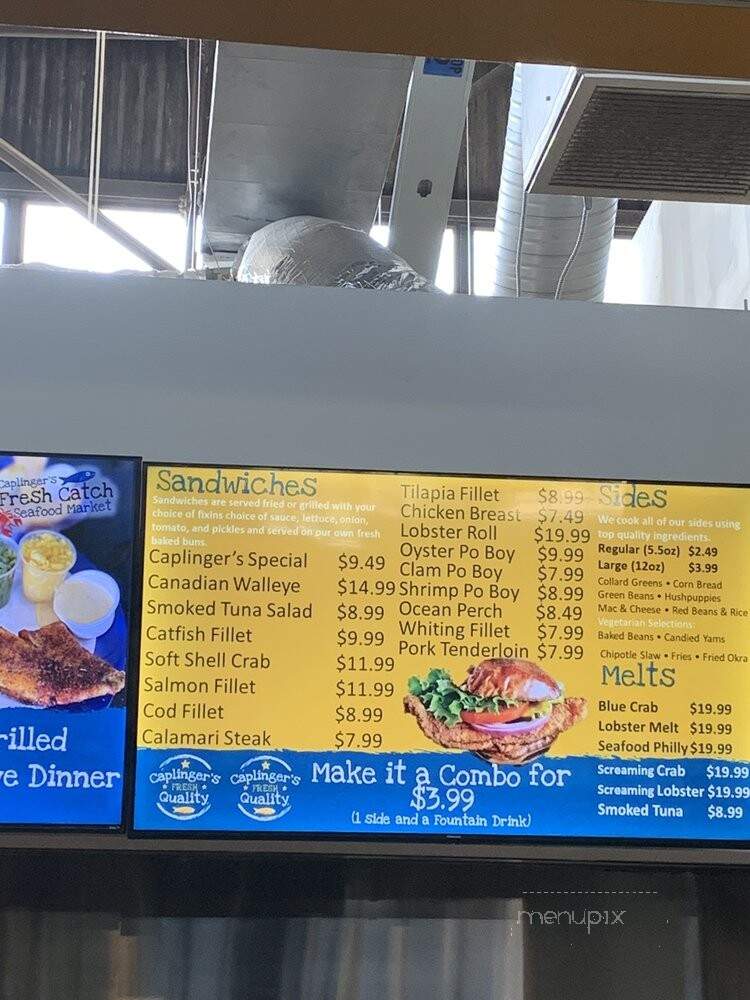 Caplinger's
Fresh Catch
Seafood Market
rilled
ve Dinner
Sandwiches
Sandwiches are served fried or grilled with your
choice of fixins choice of sauce, lettuce, onion,
tomato, and pickles and served on our own fresh
baked buns.
Caplinger's Special $9.49
Canadian Walleye $14.99
Smoked Tuna Salad $8.99
Catfish Fillet $9.99
Soft Shell Crab $11.99
Salmon Fillet $11.99
Cod Fillet $8.99
Calamari Steak $7.99
Tilapia Fillet $8.99
Chicken Breast $7.49
Lobster Roll $19.99
Oyster Po Boy $9.99
Clam Po Boy $7.99
Shrimp Po Boy $8.99
Ocean Perch $8.49
Whiting Fillet $7.99
Pork Tenderloin $7.99
Caplinger's
FRESH
Quality
Caplinger's
FRESH
Quality
Make it a Combo for
$3.99
(1 side and a Fountain Drink)
Sides
We cook all of our sides using
top quality ingredients.
Regular (5.5oz) $2.49
Large (12oz) $3.99
Collard Greens • Corn Bread
Green Beans • Hushpuppies
Mac & Cheese • Red Beans & Rice
Vegetarian Selections:
Baked Beans • Candied Yams
Chipotle Slaw • Fries • Fried Okra
Melts
Blue Crab $19.99
Lobster Melt $19.99
Seafood Philly $19.99
Screaming Crab $19.99
Screaming Lobster $19.99
Smoked Tuna $8.99
menupix